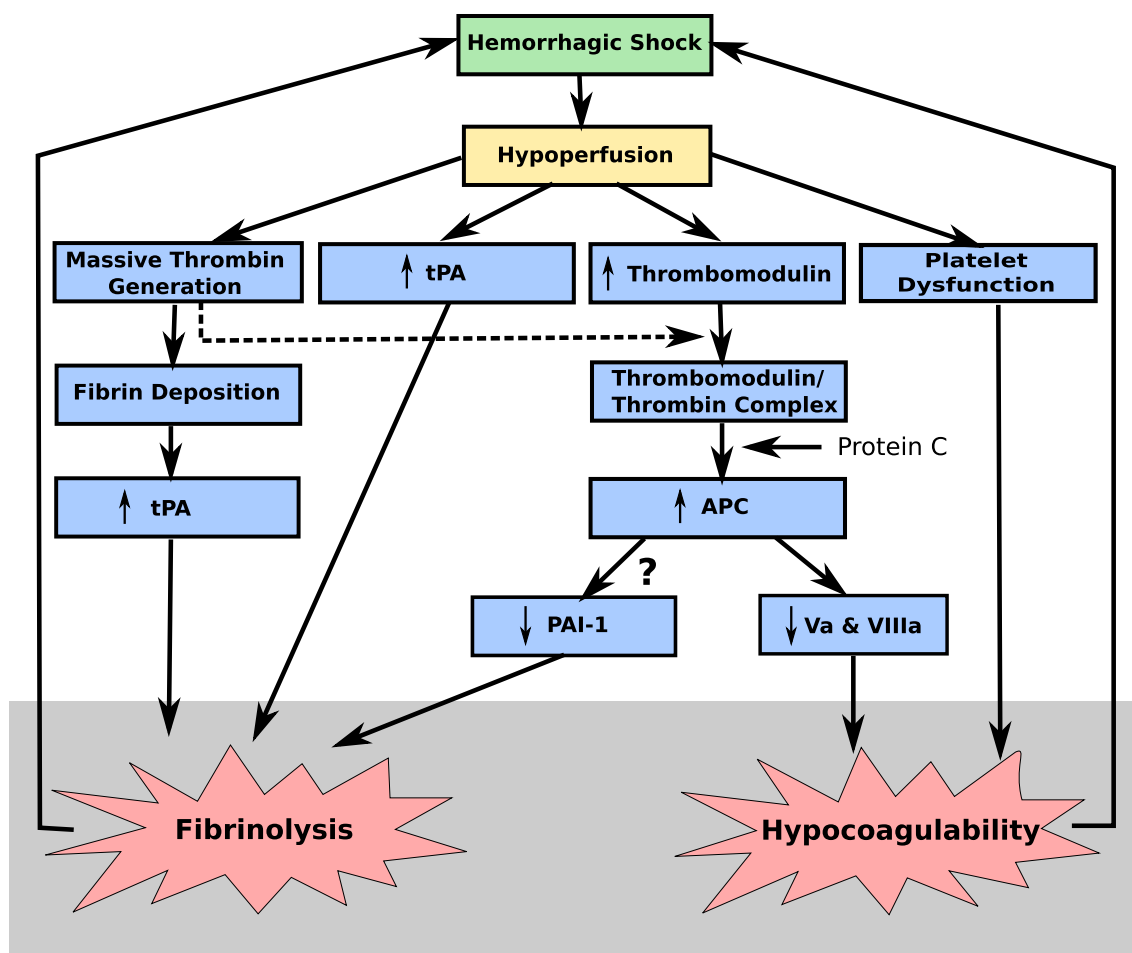 Hemorrhagic Shock
Hypoperfusion
Massive Thrombin
Generation
tPA
Thrombomodulin
Platelet
Dysfunction
Fibrin Deposition
Thrombomodulin/
Thrombin Complex
Protein C
tPA
APC
?
PAI-1
Va & VIIIa
Fibrinolysis
Hypocoagulability